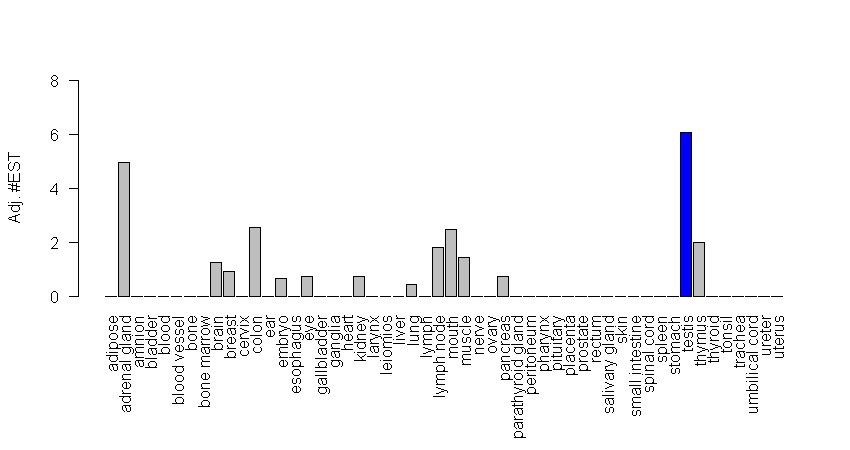 8
6
4
2
0
Adj. #EST
adipose
adrenal gland
amnion
bladder
blood
blood vessel
bone
bone marrow
brain
breast
cervix
colon
ear
embryo
esophagus
eye
gallbladder
ganglia
heart
kidney
larynx
leiomios
liver
lung
lymph
lymph node
mouth
muscle
nerve
ovary
pancreas
parathyroid gland
peritoneum
pharynx
pituitary
placenta
prostate
rectum
salivary gland
skin
small intestine
spinal cord
spleen
stomach
testis
thymus
thyroid
tonsil
trachea
umbilical cord
ureter
uterus